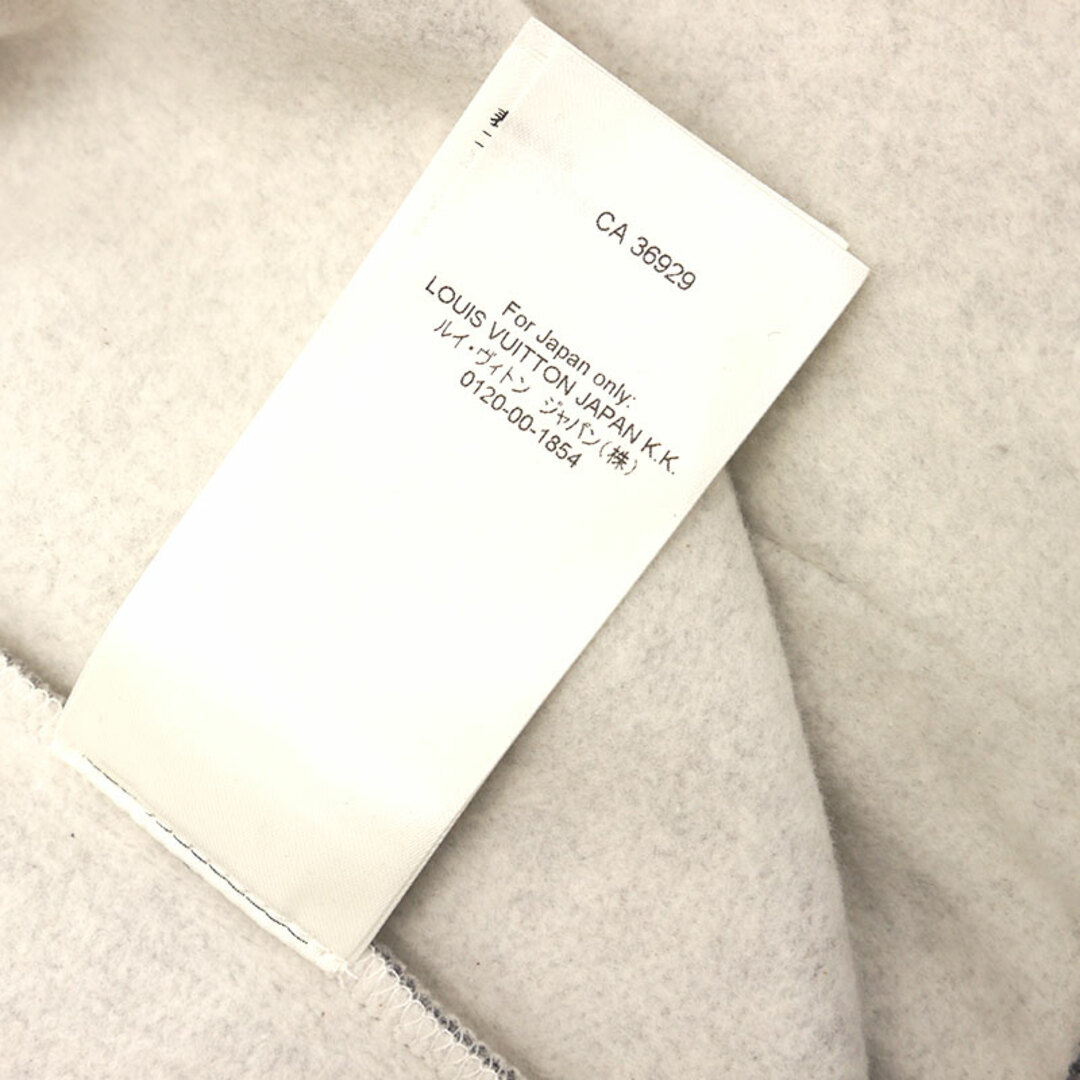 CA 36929
For Japan only:
LOUIS VUITTON JAPAN K.K.
ルイ・ヴィトン ジャパン(株)
0120-00-1854